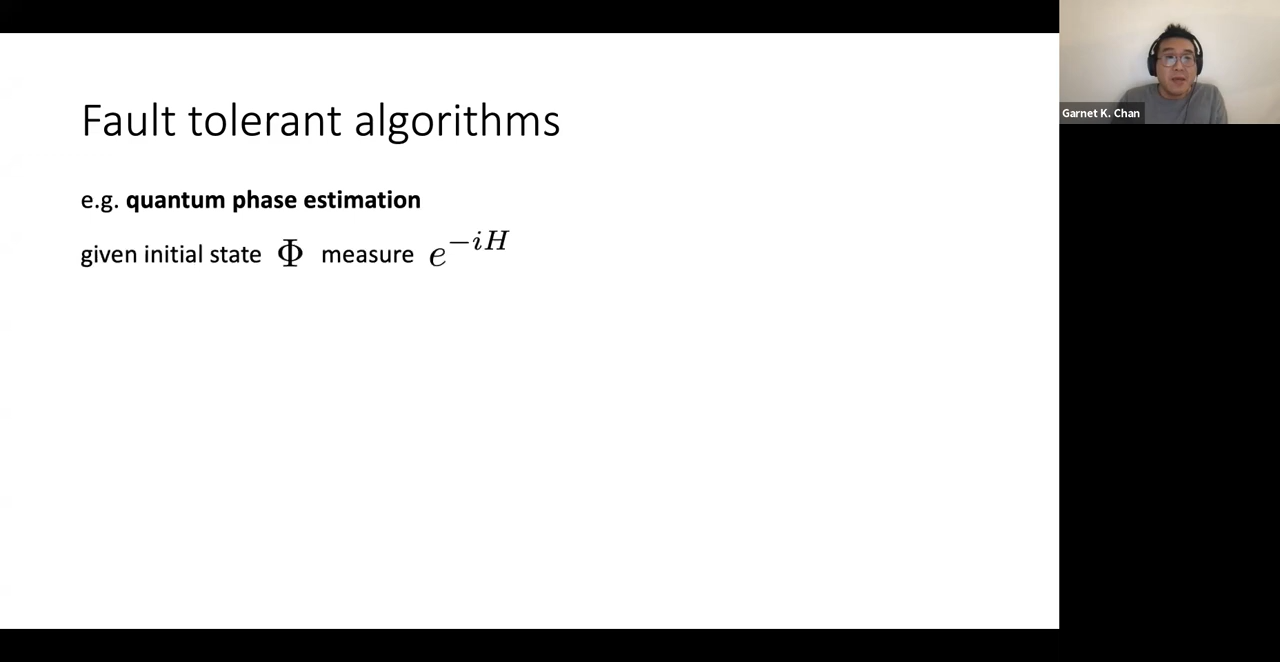 Fault tolerant algorithms
e.g. quantum phase estimation
given initial state Φ measure e^{-iH}
Garnet K. Chan